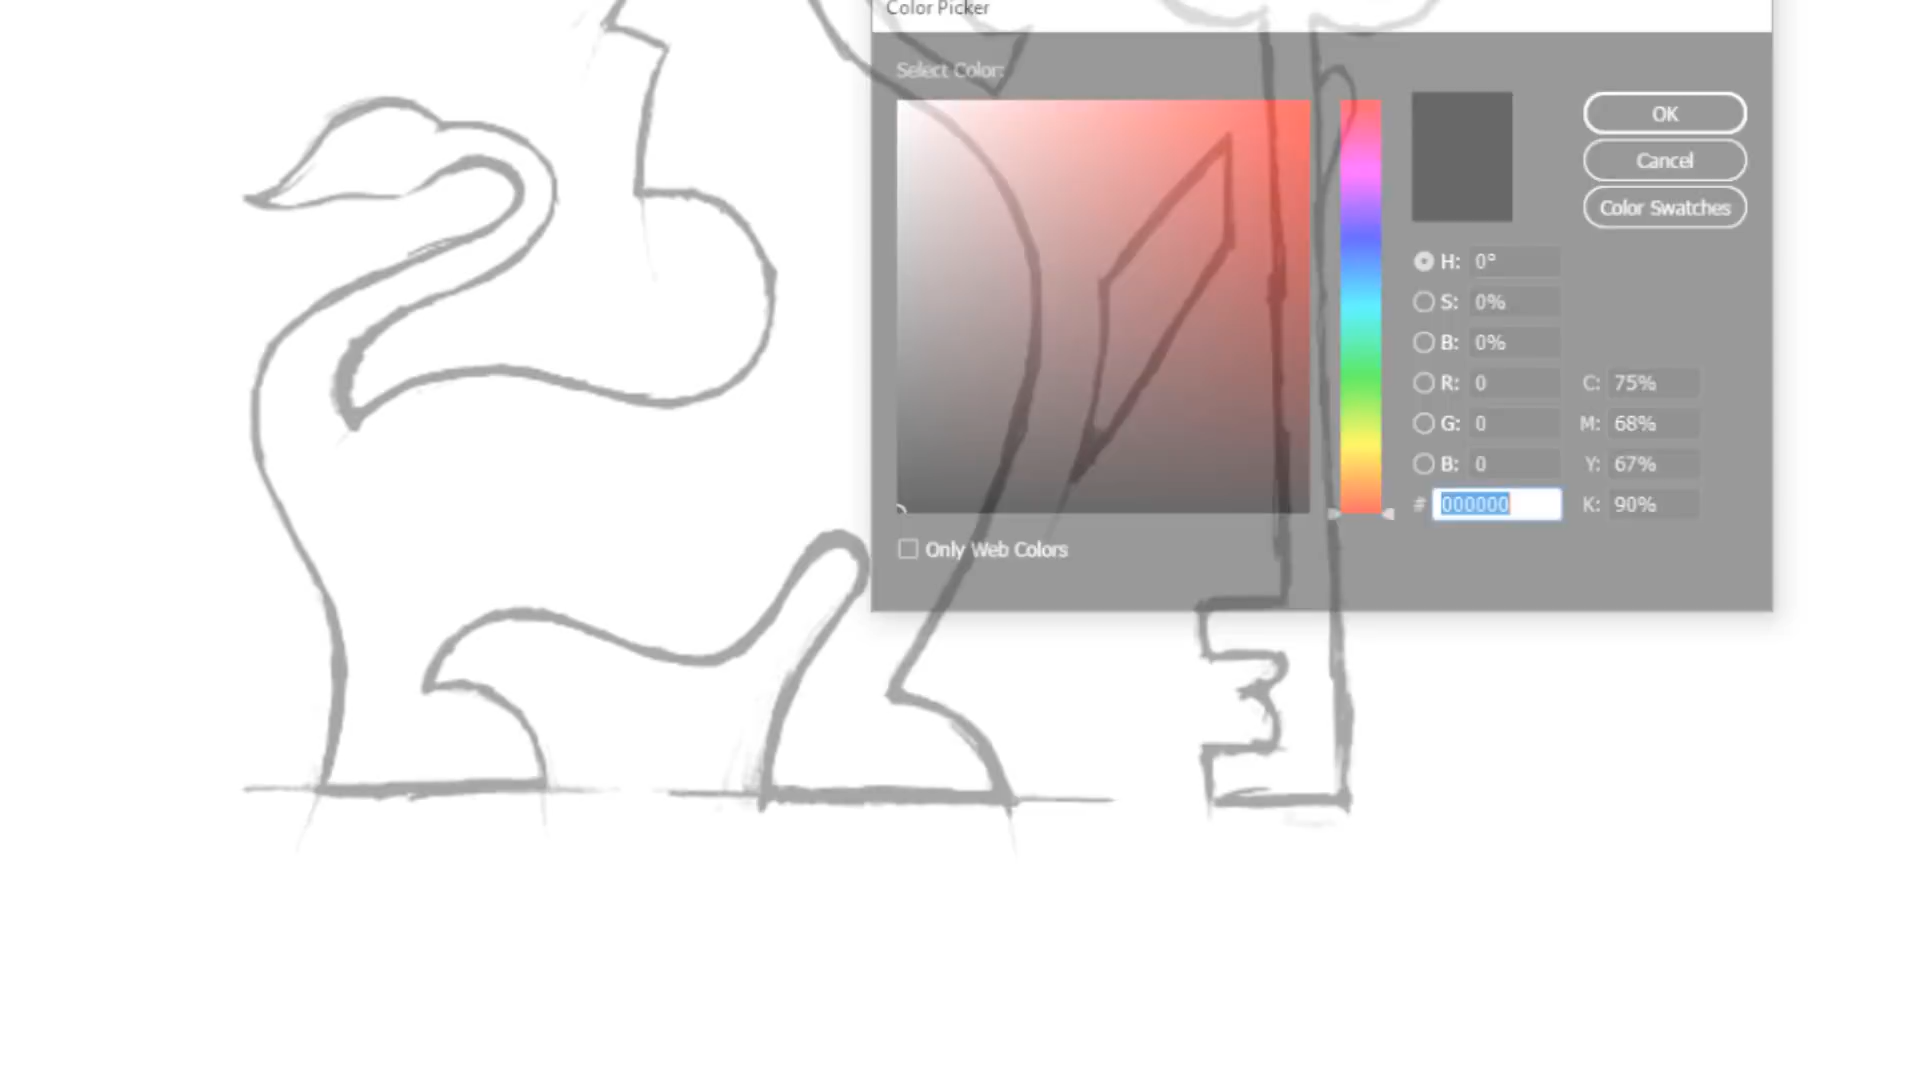 Color Picker
Select Color:
OK
Cancel
Color Swatches
H: 0°
S: 0%
B: 0%
R: 0 C: 75%
G: 0 M: 68%
B: 0 Y: 67%
# 000000 K: 90%
Only Web Colors